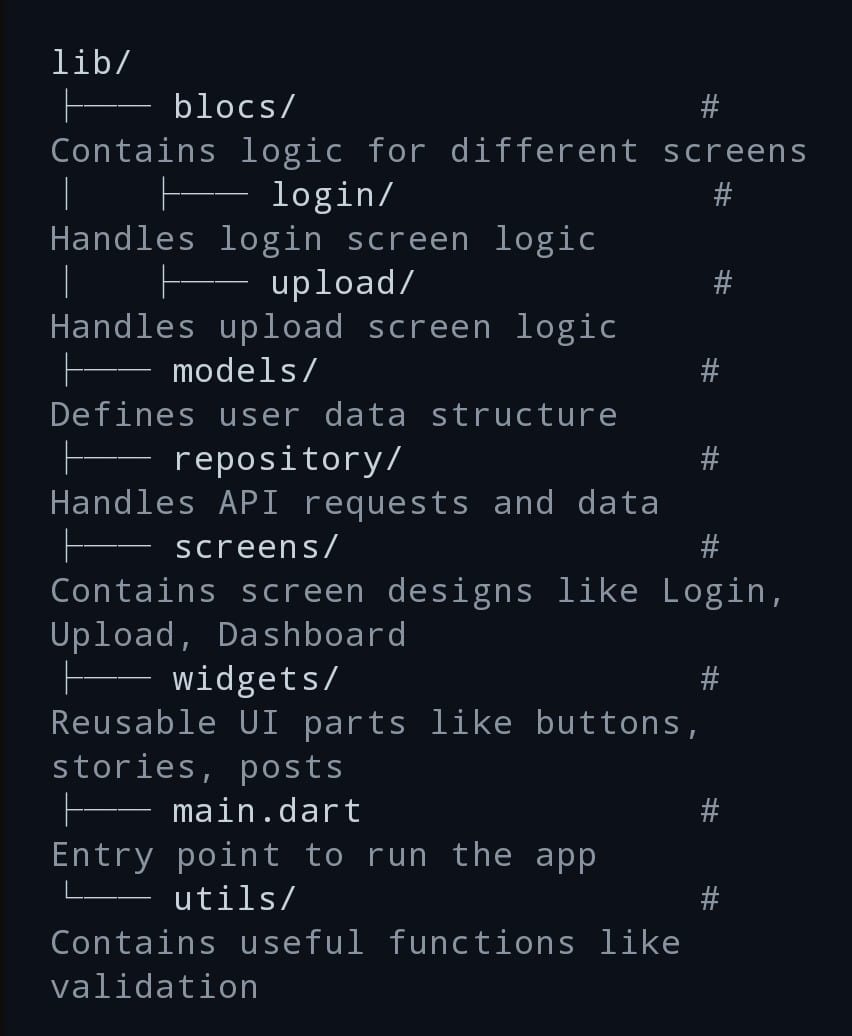 lib/
├── blocs/                   #
Contains logic for different screens
│   ├── login/               #
Handles login screen logic
│   ├── upload/              #
Handles upload screen logic
├── models/                  #
Defines user data structure
├── repository/              #
Handles API requests and data
├── screens/                 #
Contains screen designs like Login,
Upload, Dashboard
├── widgets/                 #
Reusable UI parts like buttons,
stories, posts
├── main.dart                #
Entry point to run the app
└── utils/                   #
Contains useful functions like
validation